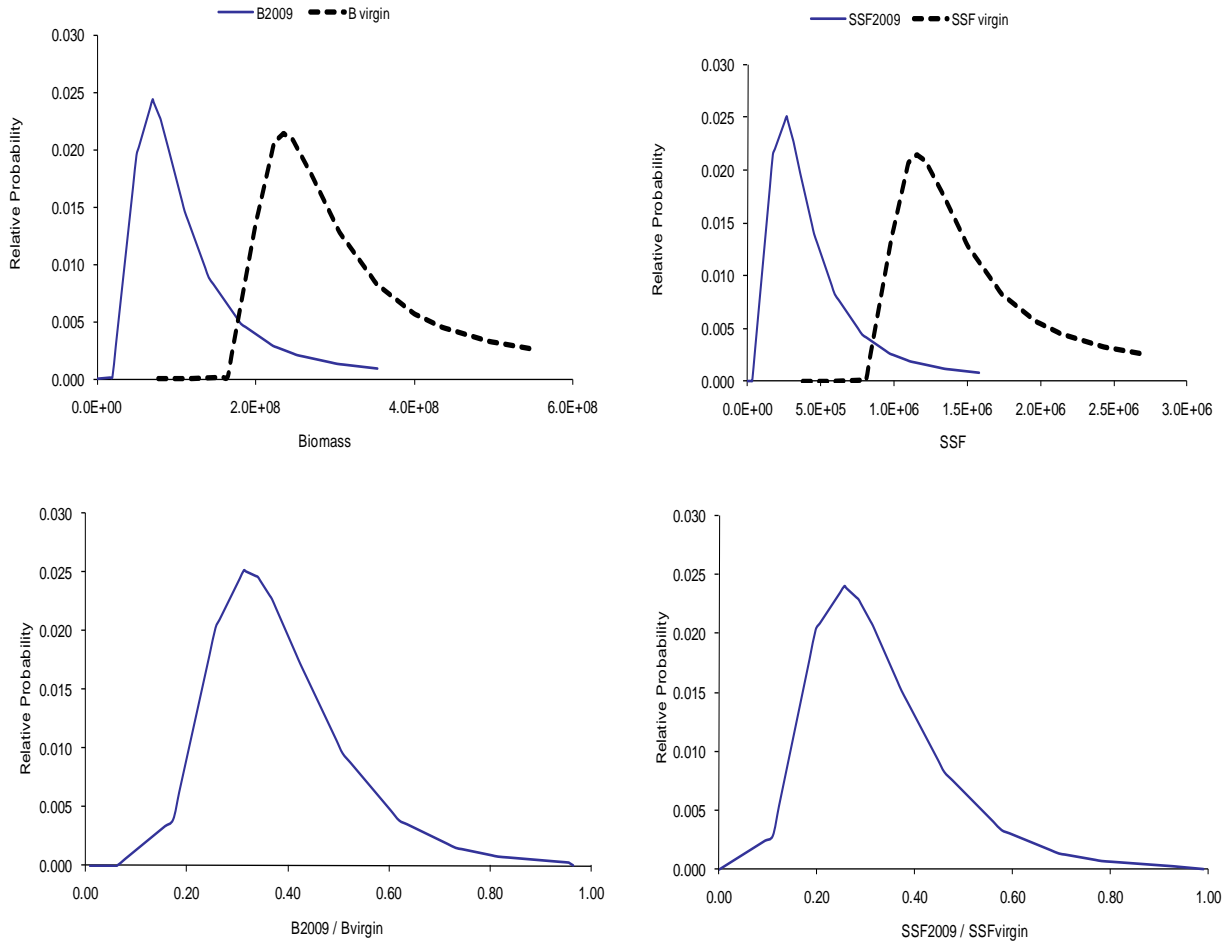 B2009 B virgin
0.030
0.025
0.020
0.015
0.010
0.005
0.000
Relative Probability
0.0E+00 2.0E+08 4.0E+08 6.0E+08
Biomass
SSF2009 SSF virgin
0.030
0.025
0.020
0.015
0.010
0.005
0.000
Relative Probability
0.0E+00 5.0E+05 1.0E+06 1.5E+06 2.0E+06 2.5E+06 3.0E+06
SSF
0.030
0.025
0.020
0.015
0.010
0.005
0.000
Relative Probability
0.00 0.20 0.40 0.60 0.80 1.00
B2009 / Bvirgin
0.030
0.025
0.020
0.015
0.010
0.005
0.000
Relative Probability
0.00 0.20 0.40 0.60 0.80 1.00
SSF2009 / SSFvirgin